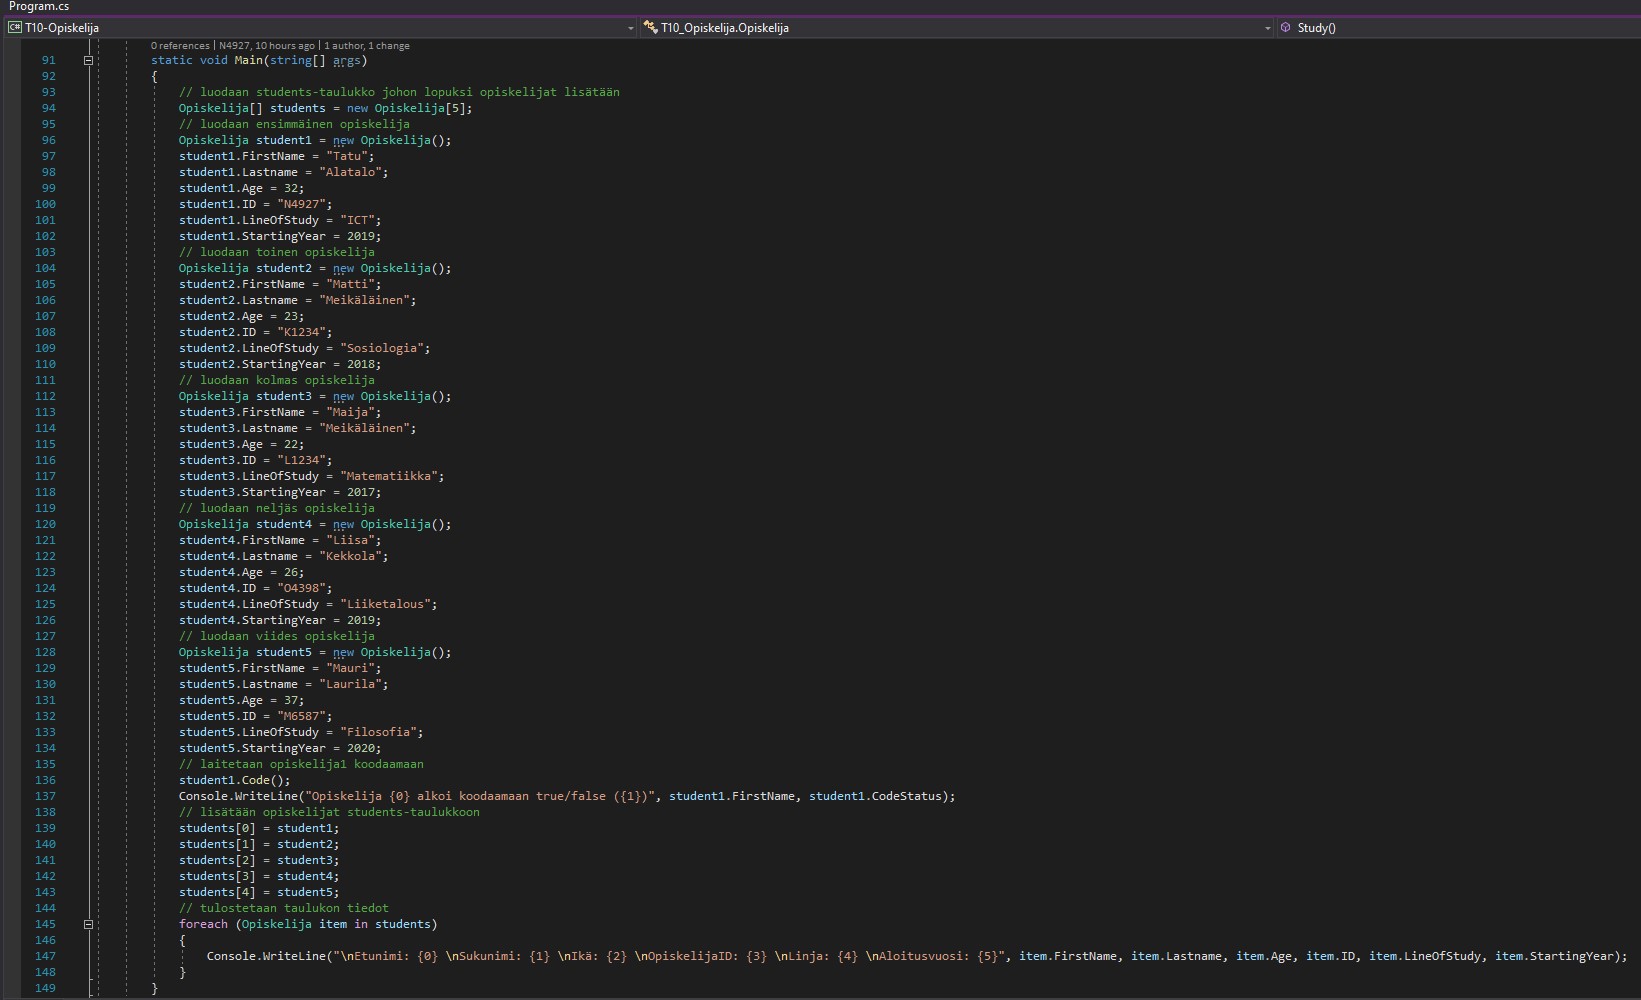 Program.cs
C# T10-Opiskelija T10_Opiskelija.Opiskelija Study()
0 references | N4927, 10 hours ago | 1 author, 1 change
91 static void Main(string[] args)
92 {
93 // luodaan students-taulukko johon lopuksi opiskelijat lisätään
94 Opiskelija[] students = new Opiskelija[5];
95 // luodaan ensimmäinen opiskelija
96 Opiskelija student1 = new Opiskelija();
97 student1.FirstName = "Tatu";
98 student1.Lastname = "Alatalo";
99 student1.Age = 32;
100 student1.ID = "N4927";
101 student1.LineOfStudy = "ICT";
102 student1.StartingYear = 2019;
103 // luodaan toinen opiskelija
104 Opiskelija student2 = new Opiskelija();
105 student2.FirstName = "Matti";
106 student2.Lastname = "Meikäläinen";
107 student2.Age = 23;
108 student2.ID = "K1234";
109 student2.LineOfStudy = "Sosiologia";
110 student2.StartingYear = 2018;
111 // luodaan kolmas opiskelija
112 Opiskelija student3 = new Opiskelija();
113 student3.FirstName = "Maija";
114 student3.Lastname = "Meikäläinen";
115 student3.Age = 22;
116 student3.ID = "L1234";
117 student3.LineOfStudy = "Matematiikka";
118 student3.StartingYear = 2017;
119 // luodaan neljäs opiskelija
120 Opiskelija student4 = new Opiskelija();
121 student4.FirstName = "Liisa";
122 student4.Lastname = "Kekkola";
123 student4.Age = 26;
124 student4.ID = "O4398";
125 student4.LineOfStudy = "Liiketalous";
126 student4.StartingYear = 2019;
127 // luodaan viides opiskelija
128 Opiskelija student5 = new Opiskelija();
129 student5.FirstName = "Mauri";
130 student5.Lastname = "Laurila";
131 student5.Age = 37;
132 student5.ID = "M6587";
133 student5.LineOfStudy = "Filosofia";
134 student5.StartingYear = 2020;
135 // laitetaan opiskelija1 koodaamaan
136 student1.Code();
137 Console.WriteLine("Opiskelija {0} alkoi koodaamaan true/false ({1})", student1.FirstName, student1.CodeStatus);
138 // lisätään opiskelijat students-taulukkoon
139 students[0] = student1;
140 students[1] = student2;
141 students[2] = student3;
142 students[3] = student4;
143 students[4] = student5;
144 // tulostetaan taulukon tiedot
145 foreach (Opiskelija item in students)
146 {
147 Console.WriteLine("\nEtunimi: {0} \nSukunimi: {1} \nIkä: {2} \nOpiskelijaID: {3} \nLinja: {4} \nAloitusvuosi: {5}", item.FirstName, item.Lastname, item.Age, item.ID, item.LineOfStudy, item.StartingYear);
148 }
149 }